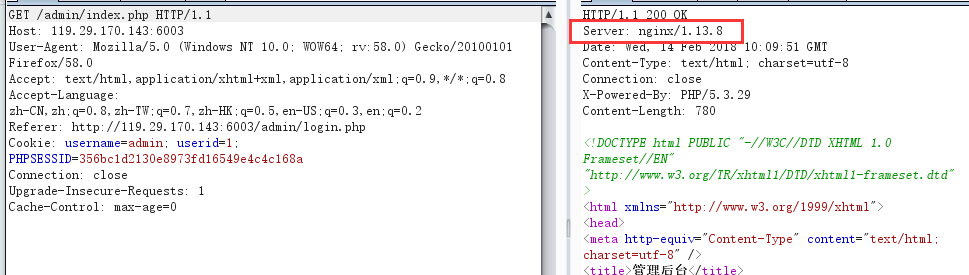 GET /admin/index.php HTTP/1.1
Host: 119.29.170.143:6003
User-Agent: Mozilla/5.0 (Windows NT 10.0; WOW64; rv:58.0) Gecko/20100101
Firefox/58.0
Accept: text/html,application/xhtml+xml,application/xml;q=0.9,*/*;q=0.8
Accept-Language:
zh-CN,zh;q=0.8,zh-TW;q=0.7,zh-HK;q=0.5,en-US;q=0.3,en;q=0.2
Referer: http://119.29.170.143:6003/admin/login.php
Cookie: username=admin; userid=1;
PHPSESSID=356bc1d2130e8973fd16549e4c4c168a
Connection: close
Upgrade-Insecure-Requests: 1
Cache-Control: max-age=0
HTTP/1.1 200 OK
Server: nginx/1.13.8
Date: Wed, 14 Feb 2018 10:09:51 GMT
Content-Type: text/html; charset=utf-8
Connection: close
X-Powered-By: PHP/5.3.29
Content-Length: 780
<!DOCTYPE html PUBLIC "-//W3C//DTD XHTML 1.0
Frameset//EN"
"http://www.w3.org/TR/xhtml1/DTD/xhtml1-frameset.dtd"
>
<html xmlns="http://www.w3.org/1999/xhtml">
<head>
<meta http-equiv="Content-Type" content="text/html;
charset=utf-8" />
<title>管理后台</title>